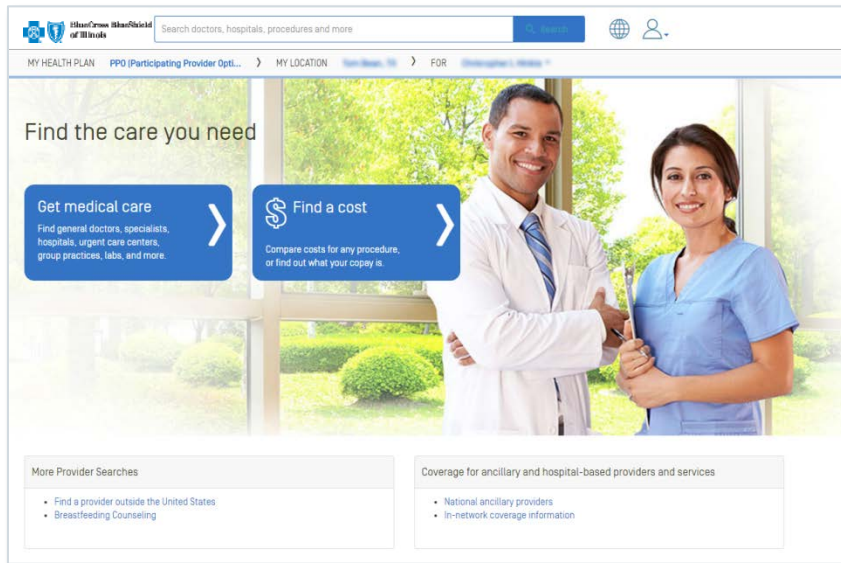 BlueCross BlueShield
of Illinois
Search doctors, hospitals, procedures and more
Search
MY HEALTH PLAN PPO (Participating Provider Opti... > MY LOCATION > FOR
Find the care you need
Get medical care
Find general doctors, specialists,
hospitals, urgent care centers,
group practices, labs, and more.
$ Find a cost
Compare costs for any procedure,
or find out what your copay is.
More Provider Searches
• Find a provider outside the United States
• Breastfeeding Counseling
Coverage for ancillary and hospital-based providers and services
• National ancillary providers
• In-network coverage information